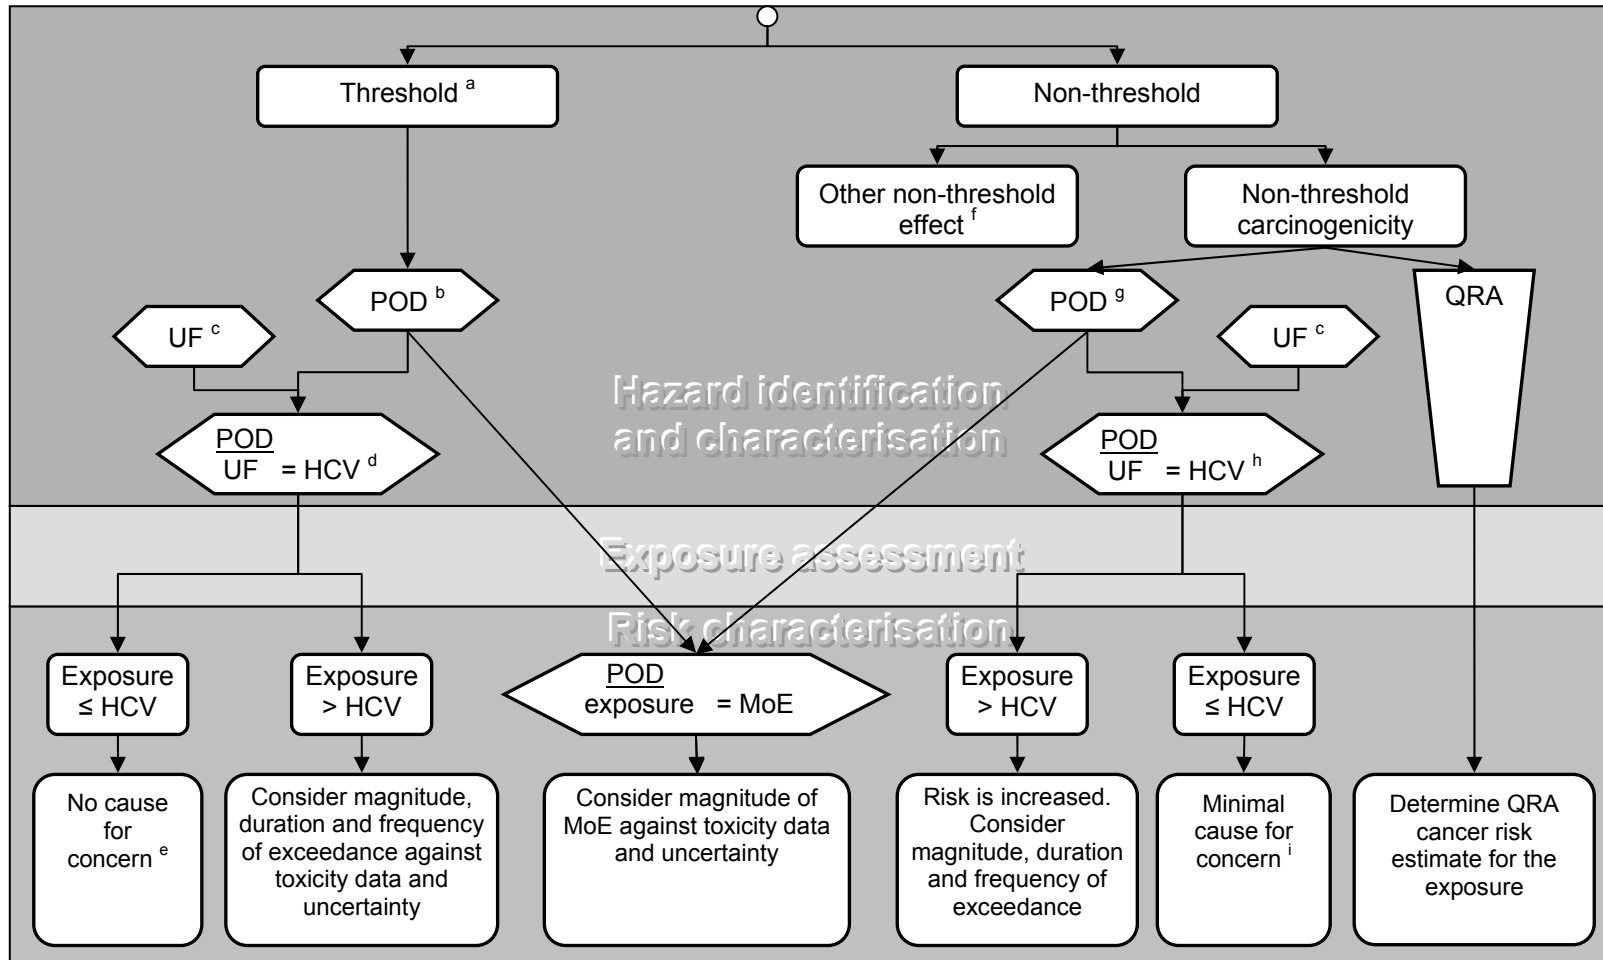 Threshold a
Non-threshold
Other non-threshold
effect f
Non-threshold
carcinogenicity
POD b
UF c
POD g
UF c
QRA
Hazard identification
and characterisation
POD
UF = HCV d
POD
UF = HCV h
Exposure assessment
Risk characterisation
Exposure
≤ HCV
Exposure
> HCV
POD
exposure = MoE
Exposure
> HCV
Exposure
≤ HCV
No cause
for
concern e
Consider magnitude,
duration and frequency
of exceedance against
toxicity data and
uncertainty
Consider magnitude of
MoE against toxicity data
and uncertainty
Risk is increased.
Consider
magnitude, duration
and frequency of
exceedance
Minimal
cause for
concern i
Determine QRA
cancer risk
estimate for the
exposure